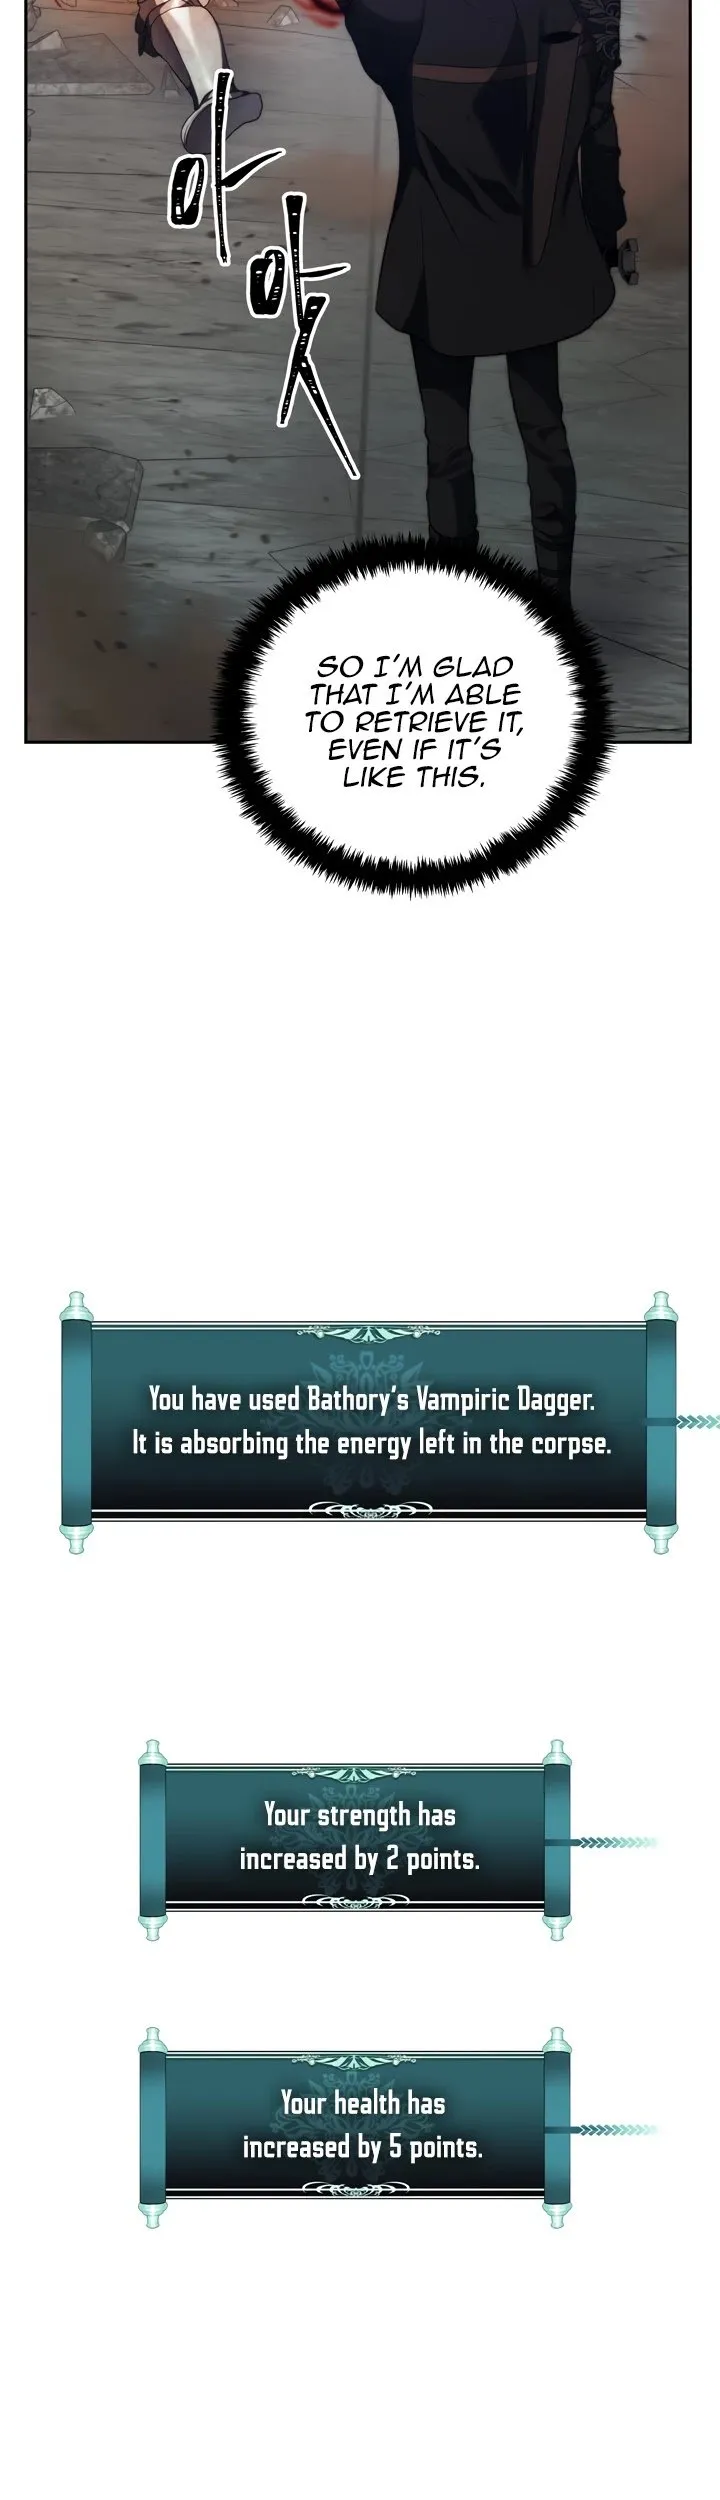 아
아
ㅈ
SO I'M GLAD
THAT I'M ABLE
TO RETRIEVE IT,
EVEN IF IT'S
LIKE THIS.
You have used Bathory's Vampiric Dagger.
It is absorbing the energy left in the corpse.
Your strength has
increased by 2 points.
Your health has
increased by 5 points.